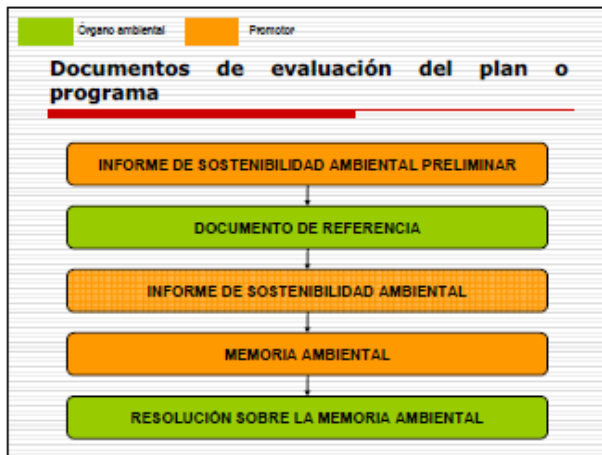 Órgano ambiental Promotor
Documentos de evaluación del plan o
programa
INFORME DE SOSTENIBILIDAD AMBIENTAL PRELIMINAR
DOCUMENTO DE REFERENCIA
INFORME DE SOSTENIBILIDAD AMBIENTAL
MEMORIA AMBIENTAL
RESOLUCIÓN SOBRE LA MEMORIA AMBIENTAL